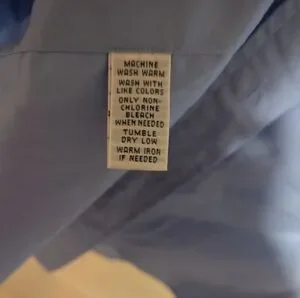 MACHINE
WASH WARM
WASH WITH
LIKE COLORS
ONLY NON-
CHLORINE
BLEACH
WHEN NEEDED
TUMBLE
DRY LOW
WARM IRON
IF NEEDED